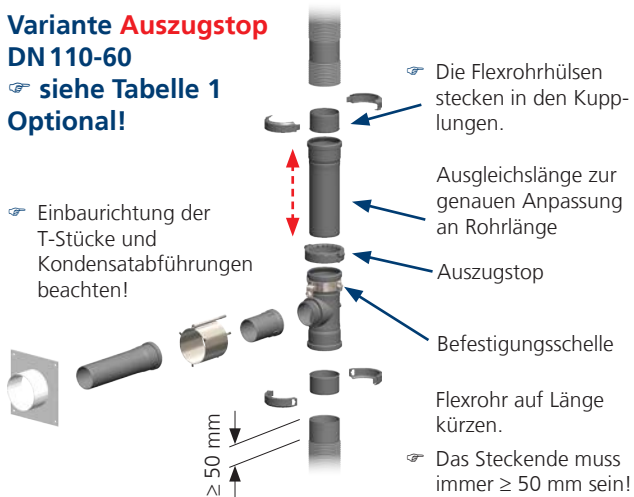 Variante Auszugstop
DN 110-60
☞ siehe Tabelle 1
Optional!
☞ Die Flexrohrhülsen
stecken in den Kupp-
lungen.
Ausgleichslänge zur
genauen Anpassung
an Rohrlänge
☞ Einbaurichtung der
T-Stücke und
Kondensatabführungen
beachten!
Auszugstop
Befestigungsschelle
Flexrohr auf Länge
kürzen.
☞ Das Steckende muss
immer ≥ 50 mm sein!
≥ 50 mm